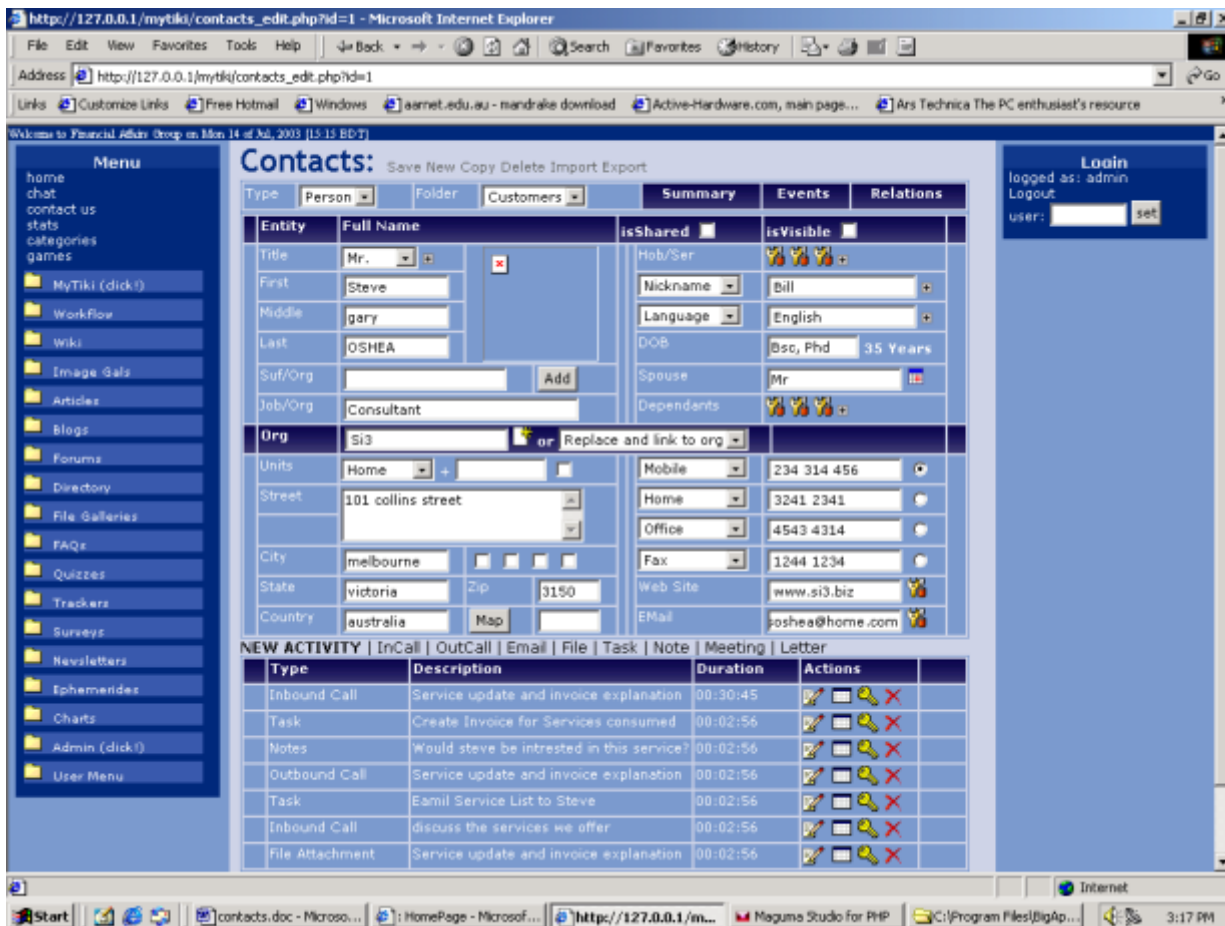 http://127.0.0.1/mytiki/contacts_edit.php?id=1 - Microsoft Internet Explorer
File Edit View Favorites Tools Help Back Search Favorites History
Address http://127.0.0.1/mytiki/contacts_edit.php?id=1 Go
Links Customize Links Free Hotmail Windows aarnet.edu.au - mandrake download Active-Hardware.com, main page... Ars Technica The PC enthusiast's resource
Welcome to Financial Affair Group on Mon 14 of Jul, 2003 [15:15 BDT]
Menu
home
chat
contact us
stats
categories
games
MyTiki (click!)
Workflow
Wiki
Image Gals
Articles
Blogs
Forums
Directory
File Galleries
FAQs
Quizzes
Trackers
Surveys
Newsletters
Ephemerides
Charts
Admin (click!)
User Menu
Contacts: Save New Copy Delete Import Export
Type Person Folder Customers Summary Events Relations
Entity Full Name isShared isVisible
Title Mr. + Hob/Ser +
First Steve Nickname Bill +
Middle gary Language English +
Last OSHEA DOB Bsc, Phd 35 Years
Suf/Org Add Spouse Mr
Job/Org Consultant Dependants +
Org Si3 or Replace and link to org
Units Home + Mobile 234 314 456
Street 101 collins street Home 3241 2341
Office 4543 4314
City melbourne Fax 1244 1234
State victoria Zip 3150 Web Site www.si3.biz
Country australia Map EMail soshea@home.com
NEW ACTIVITY | InCall | OutCall | Email | File | Task | Note | Meeting | Letter
Type Description Duration Actions
Inbound Call Service update and invoice explanation 00:30:45
Task Create Invoice for Services consumed 00:02:56
Notes Would steve be intrested in this service? 00:02:56
Outbound Call Service update and invoice explanation 00:02:56
Task Eamil Service List to Steve 00:02:56
Inbound Call discuss the services we offer 00:02:56
File Attachment Service update and invoice explanation 00:02:56
Login
logged as: admin
Logout
user: set
Internet
Start contacts.doc - Microso... : HomePage - Microsof... http://127.0.0.1/m... Maguma Studio for PHP C:\Program Files\BigAp... 3:17 PM